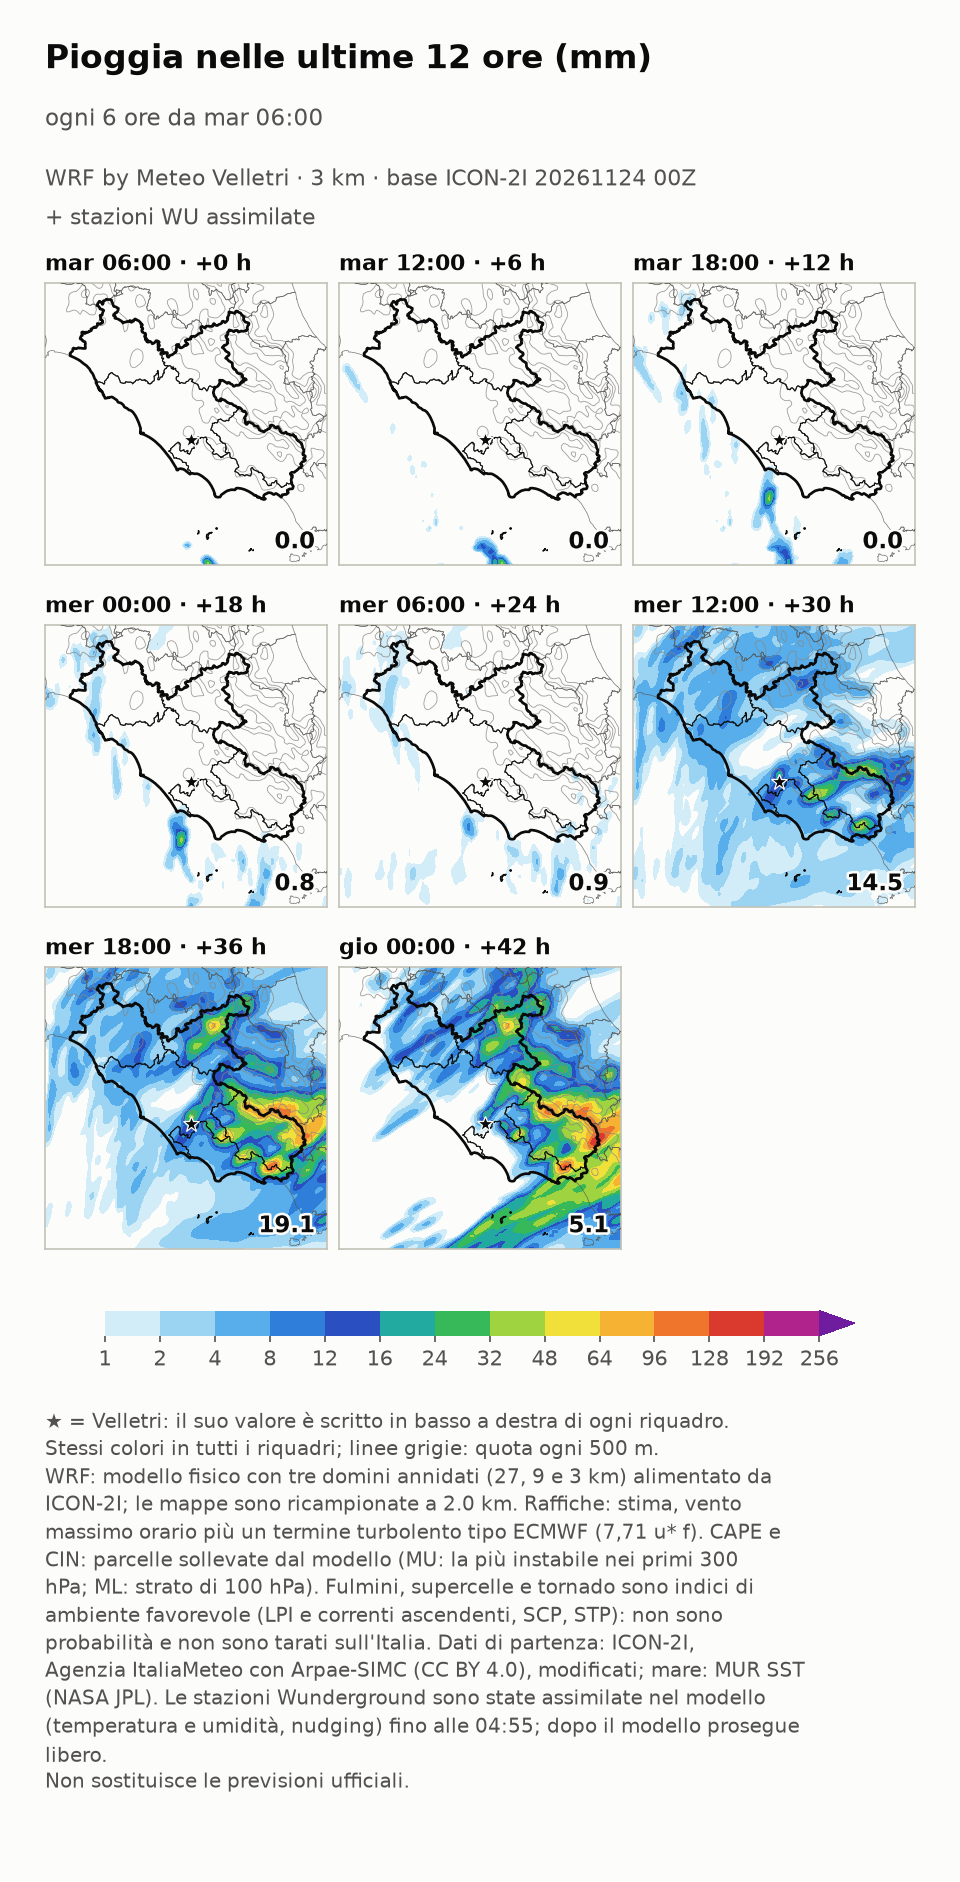 Pioggia nelle ultime 12 ore (mm)
ogni 6 ore da mar 06:00
WRF by Meteo Velletri · 3 km · base ICON-2I 20261124 00Z
+ stazioni WU assimilate
mar 06:00 · +0 h
mar 12:00 · +6 h
mar 18:00 · +12 h
0.0
0.0
0.0
mer 00:00 · +18 h
mer 06:00 · +24 h
mer 12:00 · +30 h
0.8
0.9
14.5
mer 18:00 · +36 h
gio 00:00 · +42 h
19.1
5.1
1 2 4 8 12 16 24 32 48 64 96 128 192 256
★ = Velletri: il suo valore è scritto in basso a destra di ogni riquadro.
Stessi colori in tutti i riquadri; linee grigie: quota ogni 500 m.
WRF: modello fisico con tre domini annidati (27, 9 e 3 km) alimentato da
ICON-2I; le mappe sono ricampionate a 2.0 km. Raffiche: stima, vento
massimo orario più un termine turbolento tipo ECMWF (7,71 u* f). CAPE e
CIN: parcelle sollevate dal modello (MU: la più instabile nei primi 300
hPa; ML: strato di 100 hPa). Fulmini, supercelle e tornado sono indici di
ambiente favorevole (LPI e correnti ascendenti, SCP, STP): non sono
probabilità e non sono tarati sull'Italia. Dati di partenza: ICON-2I,
Agenzia ItaliaMeteo con Arpae-SIMC (CC BY 4.0), modificati; mare: MUR SST
(NASA JPL). Le stazioni Wunderground sono state assimilate nel modello
(temperatura e umidità, nudging) fino alle 04:55; dopo il modello prosegue
libero.
Non sostituisce le previsioni ufficiali.